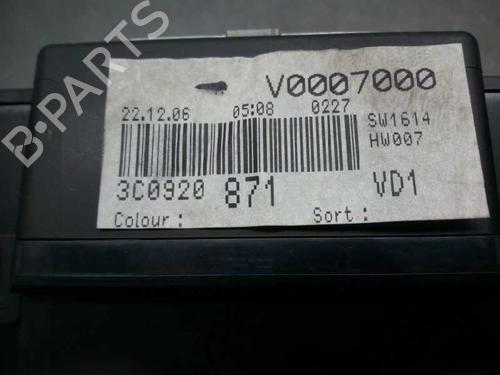 V0007000
22.12.06 05:08 0227
SW1614
HW007
3C0920 871 VD1
Colour : Sort :
B-PARTS